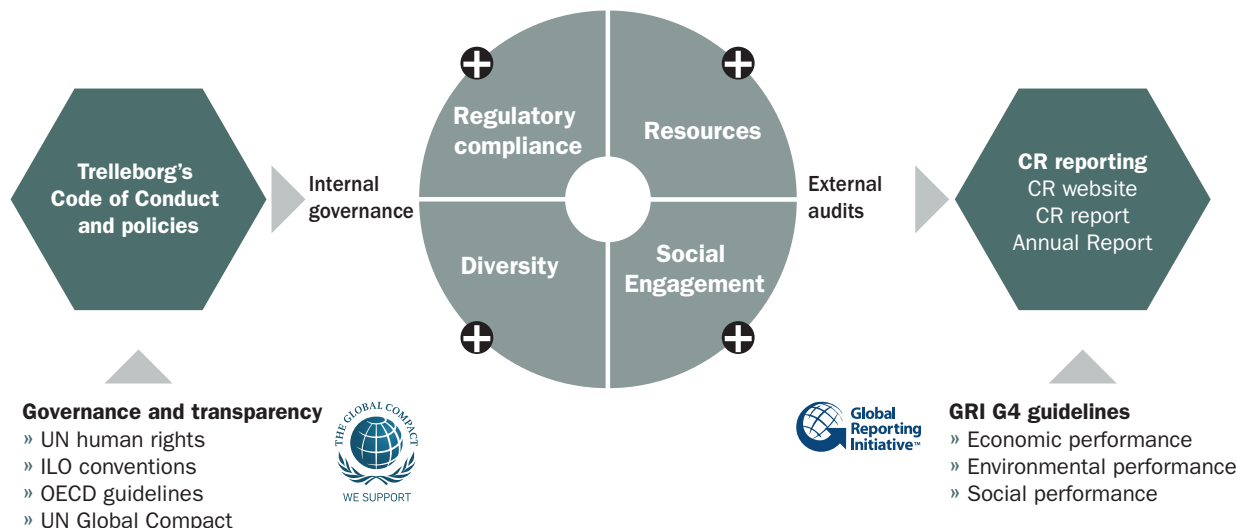 Trelleborg’s
Code of Conduct
and policies
Internal
governance
Regulatory
compliance
Resources
Diversity
Social
Engagement
External
audits
CR reporting
CR website
CR report
Annual Report
Governance and transparency
» UN human rights
» ILO conventions
» OECD guidelines
» UN Global Compact
THE GLOBAL COMPACT
WE SUPPORT
Global
Reporting
Initiative™
GRI G4 guidelines
» Economic performance
» Environmental performance
» Social performance